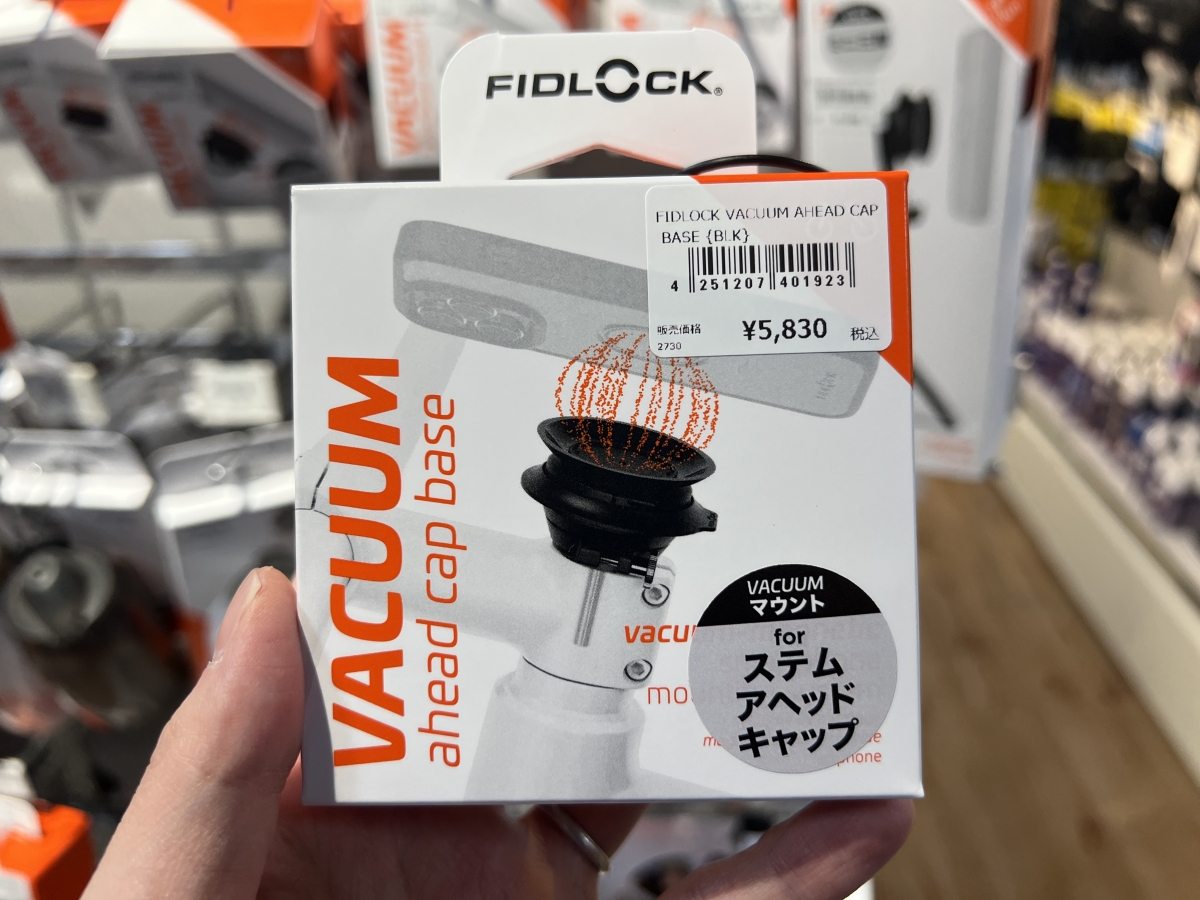 FIDLOCK®
FIDLOCK VACUUM AHEAD CAP
BASE {BLK}
4 251207 401923
販売価格
2730
¥5,830 税込
VACUUM
ahead cap base
VACUUM
マウント
for
ステム
アヘッド
キャップ
VACUUM